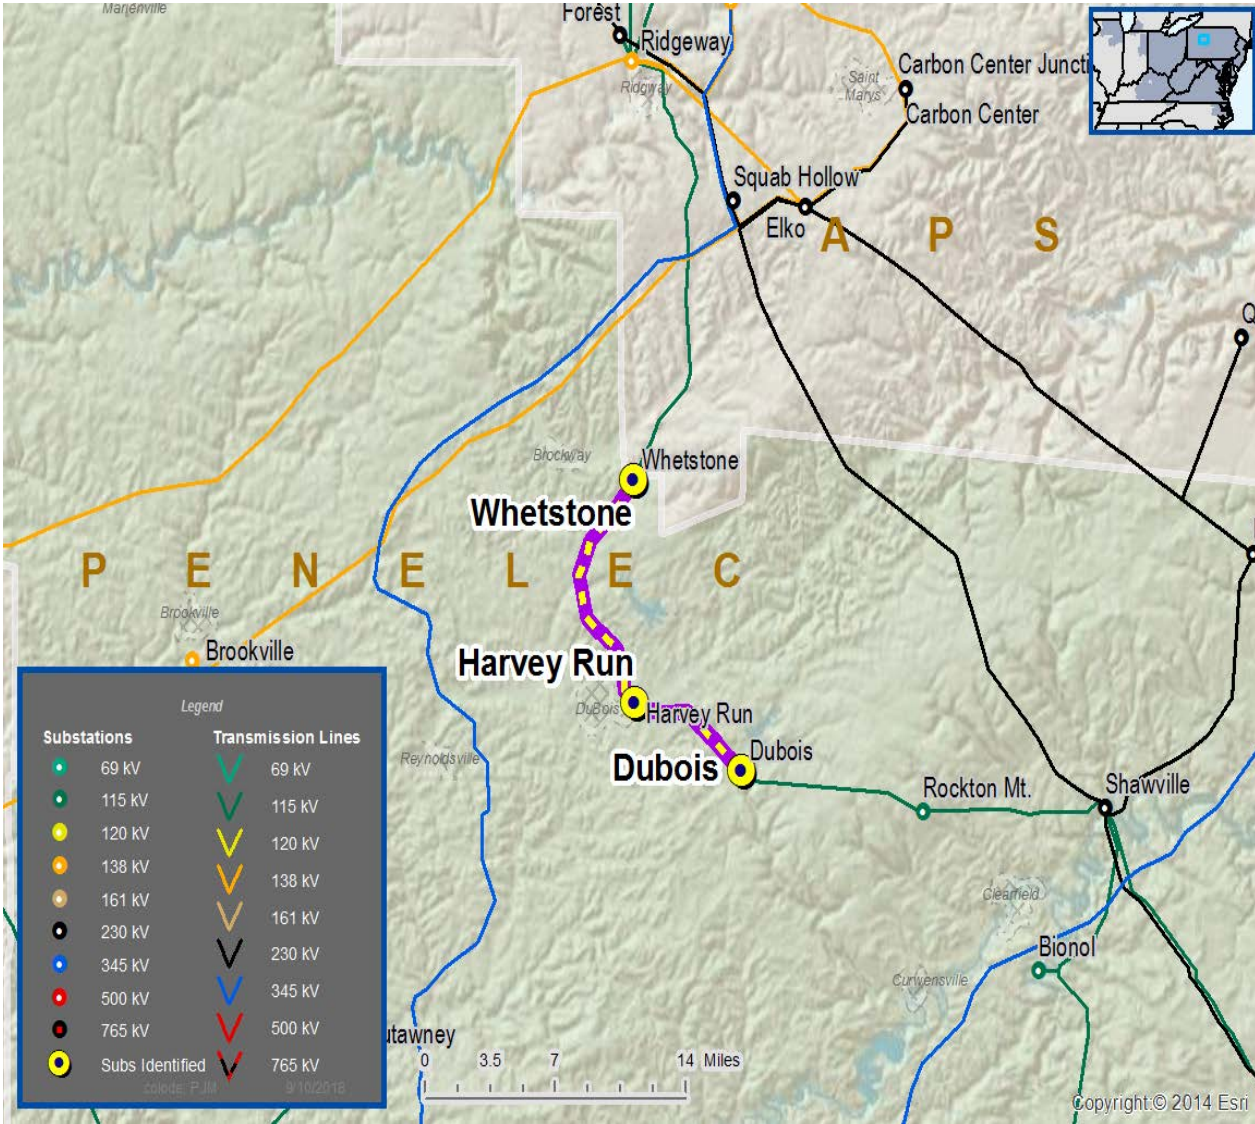 Marienville
Forest
Ridgeway
Ridgway
Saint
Marys
Carbon Center Juncti
Carbon Center
Squab Hollow
Elko
A P S
Q
Brockway
Whetstone
Whetstone
P E N E L E C
Brookville
Brookville
Harvey Run
DuBois
Harvey Run
Reynoldsville
Dubois
Dubois
Rockton Mt.
Shawville
Clearfield
Bionol
Curwensville
utawney
Legend
Substations
69 kV
115 kV
120 kV
138 kV
161 kV
230 kV
345 kV
500 kV
765 kV
Subs Identified
Transmission Lines
69 kV
115 kV
120 kV
138 kV
161 kV
230 kV
345 kV
500 kV
765 kV
PJM 9/10/2018
0 3.5 7 14 Miles
Copyright:© 2014 Esri